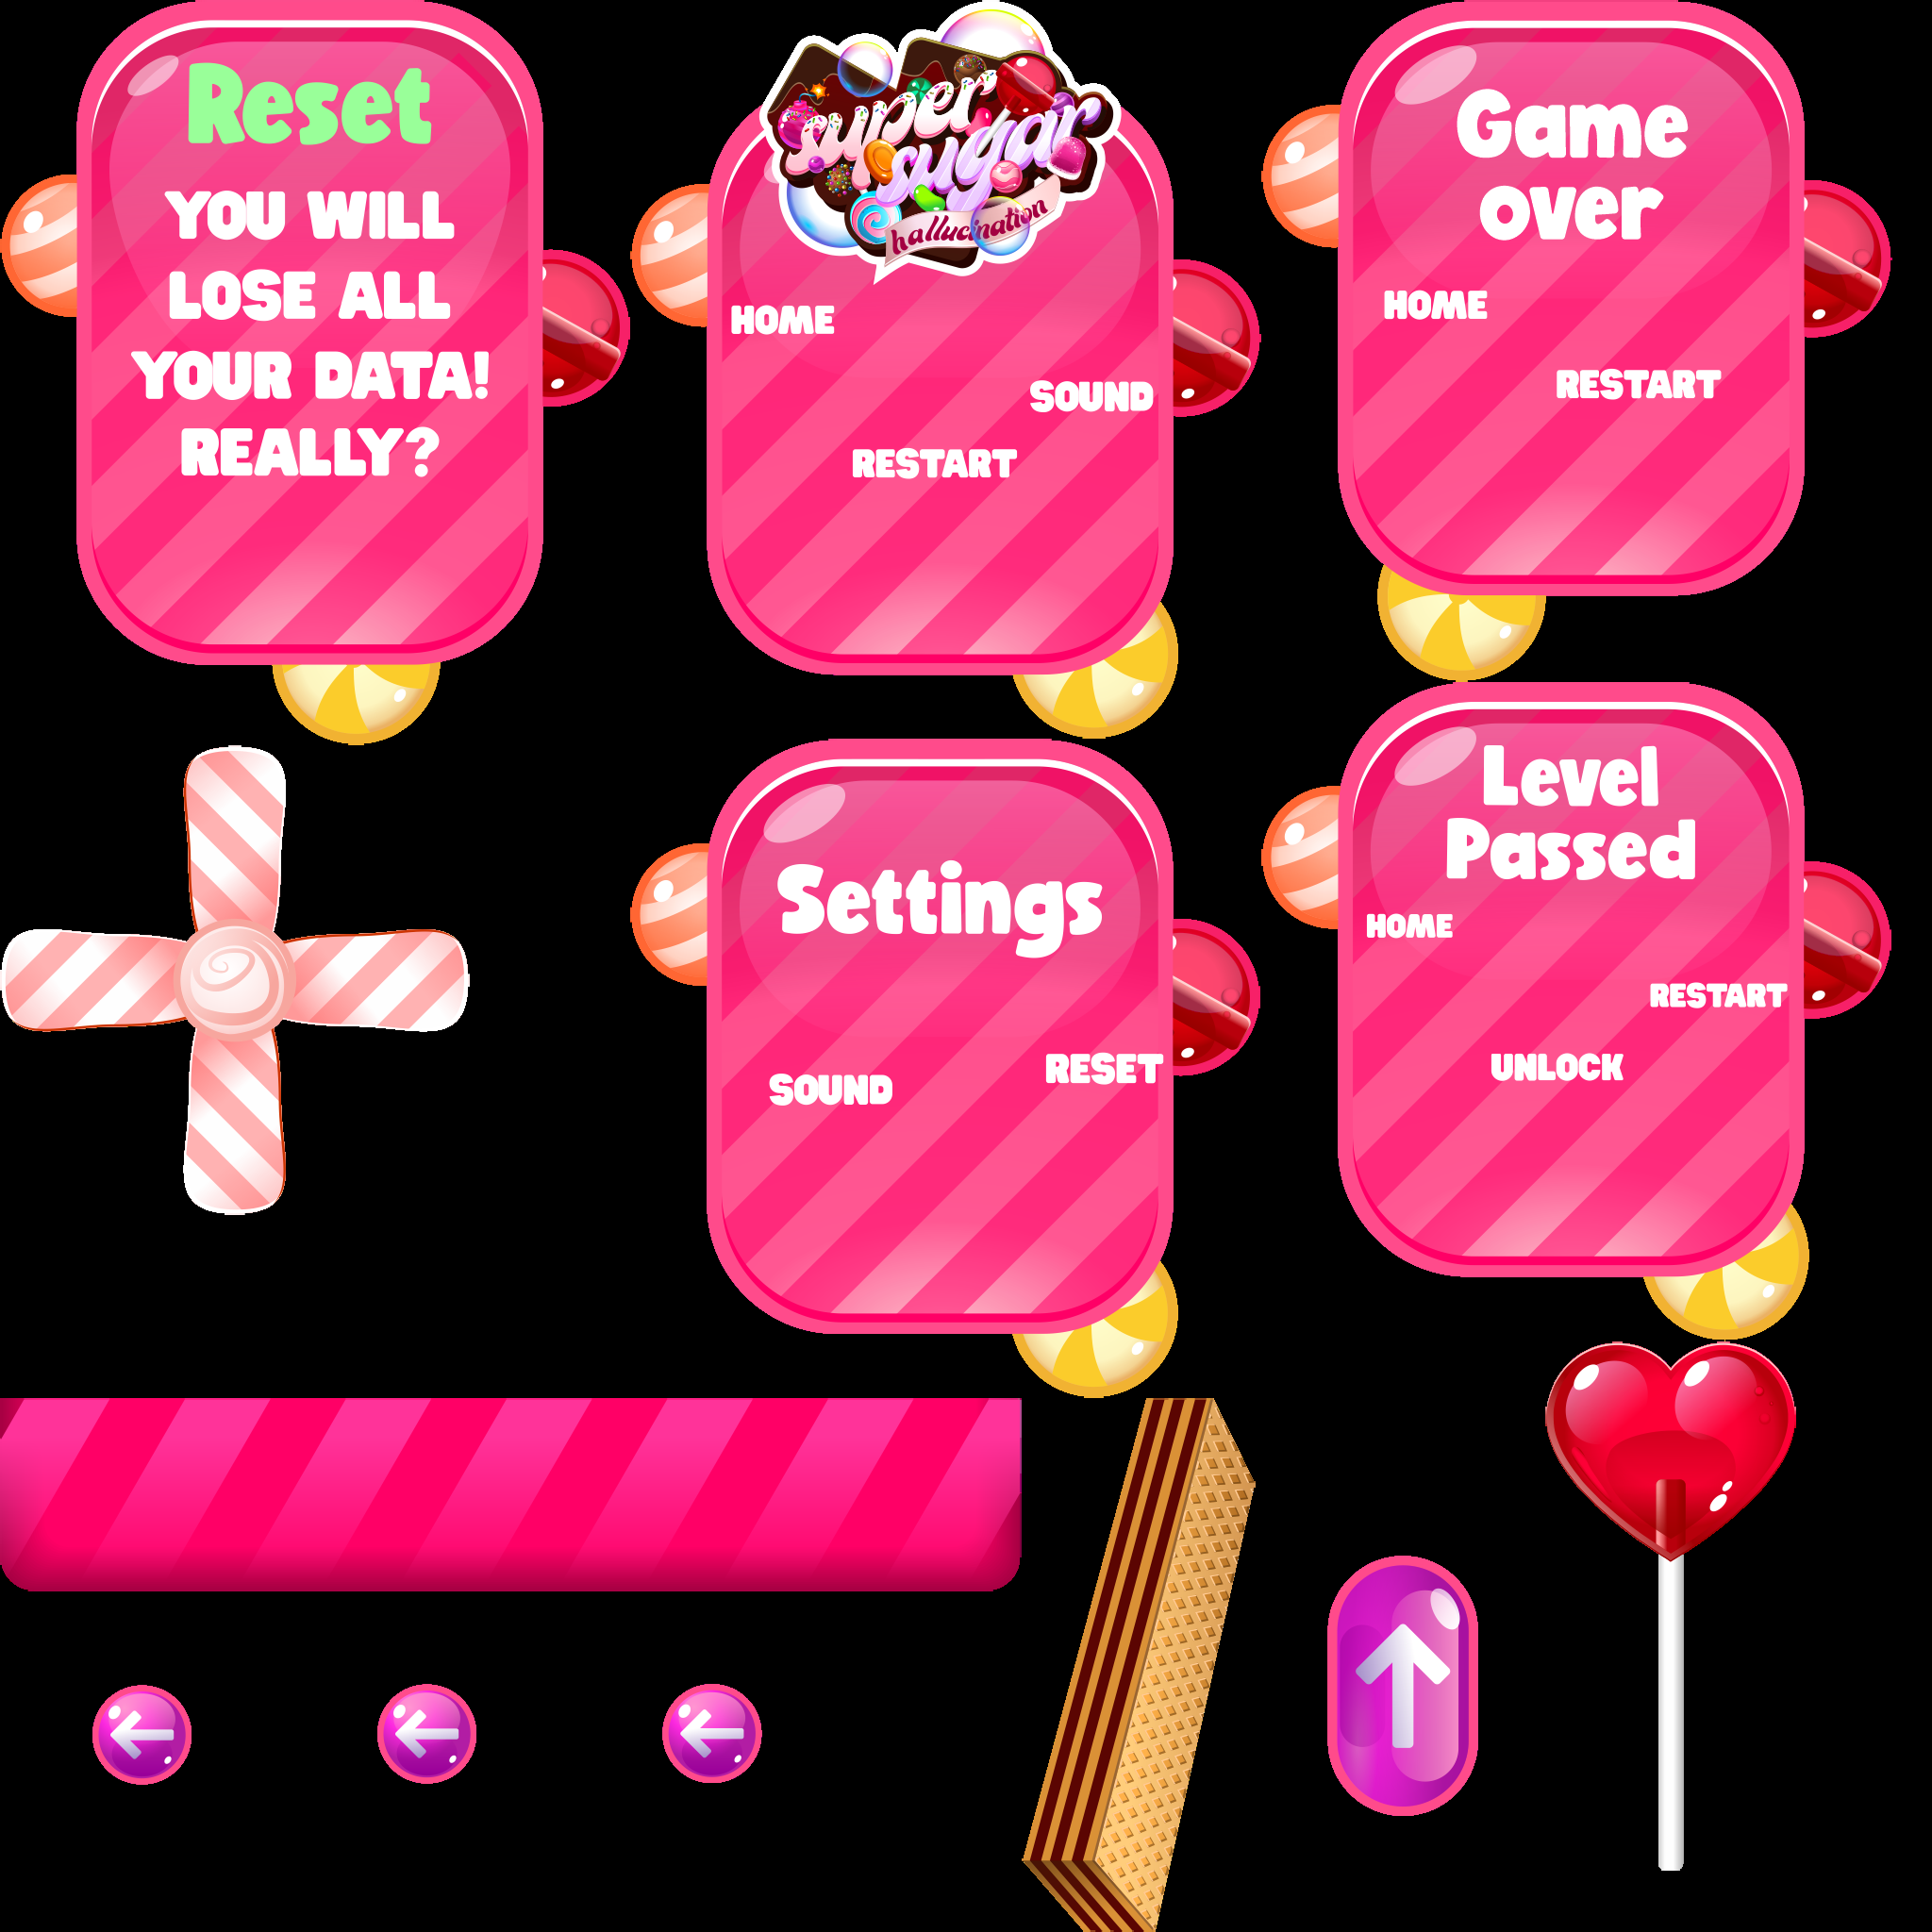 Reset
YOU WILL
LOSE ALL
YOUR DATA!
REALLY?
super
sugar
hallucination
HOME
SOUND
RESTART
Game
over
HOME
RESTART
Settings
SOUND
RESET
Level
Passed
HOME
RESTART
UNLOCK